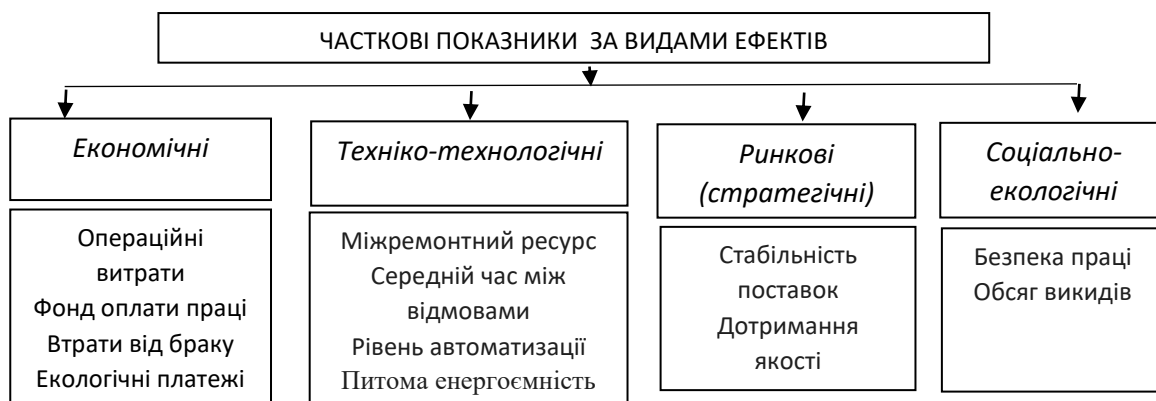 ЧАСТКОВІ ПОКАЗНИКИ ЗА ВИДАМИ ЕФЕКТІВ
Економічні
Операційні
витрати
Фонд оплати праці
Втрати від браку
Екологічні платежі
Техніко-технологічні
Міжремонтний ресурс
Середній час між
відмовами
Рівень автоматизації
Питома енергоємність
Ринкові
(стратегічні)
Стабільність
поставок
Дотримання
якості
Соціально-
екологічні
Безпека праці
Обсяг викидів